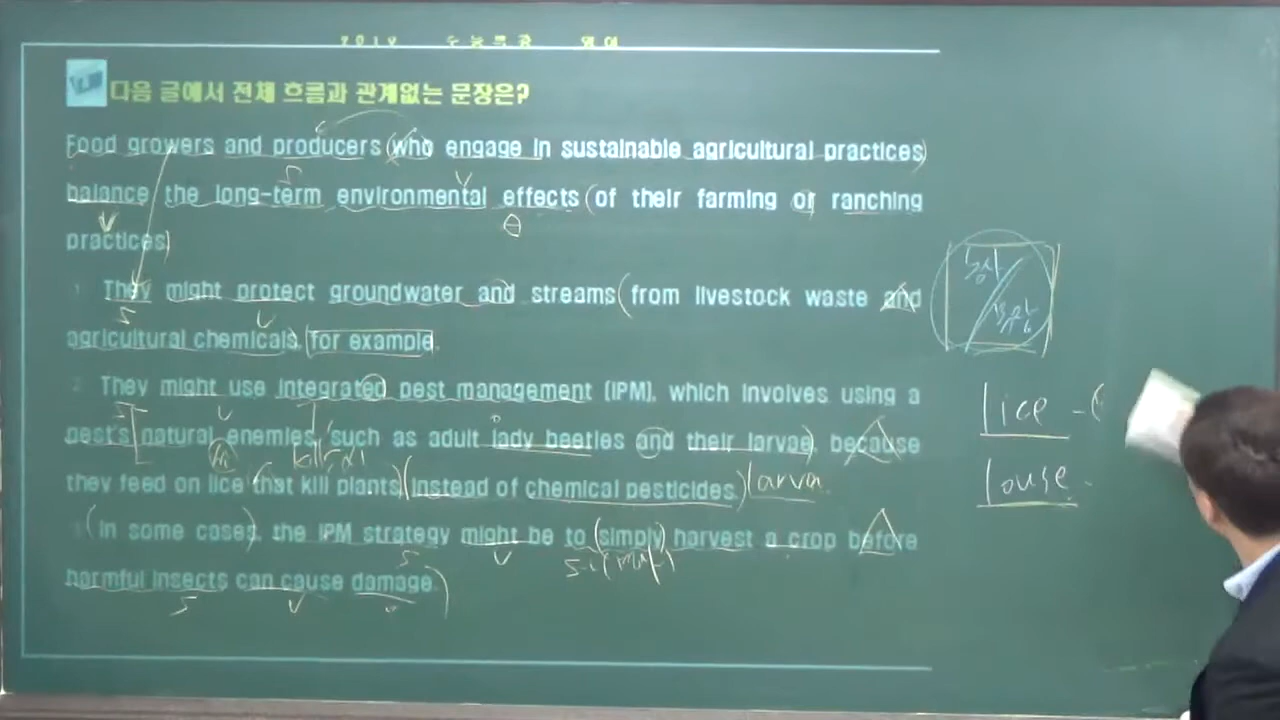 다음 글에서 전체 흐름과 관계없는 문장은?
Food growers and producers (who engage in sustainable agricultural practices)
balance the long-term environmental effects (of their farming or ranching
practices)
1 They might protect groundwater and streams (from livestock waste and
agricultural chemicals, for example.
2 They might use integrated pest management (IPM), which involves using a
pest's natural enemies, such as adult lady beetles and their larvae, because
they feed on lice (that kill plants) (instead of chemical pesticides.) larva
3 (In some cases), the IPM strategy might be to (simply) harvest a crop before
harmful insects can cause damage.)
lice - (
louse -